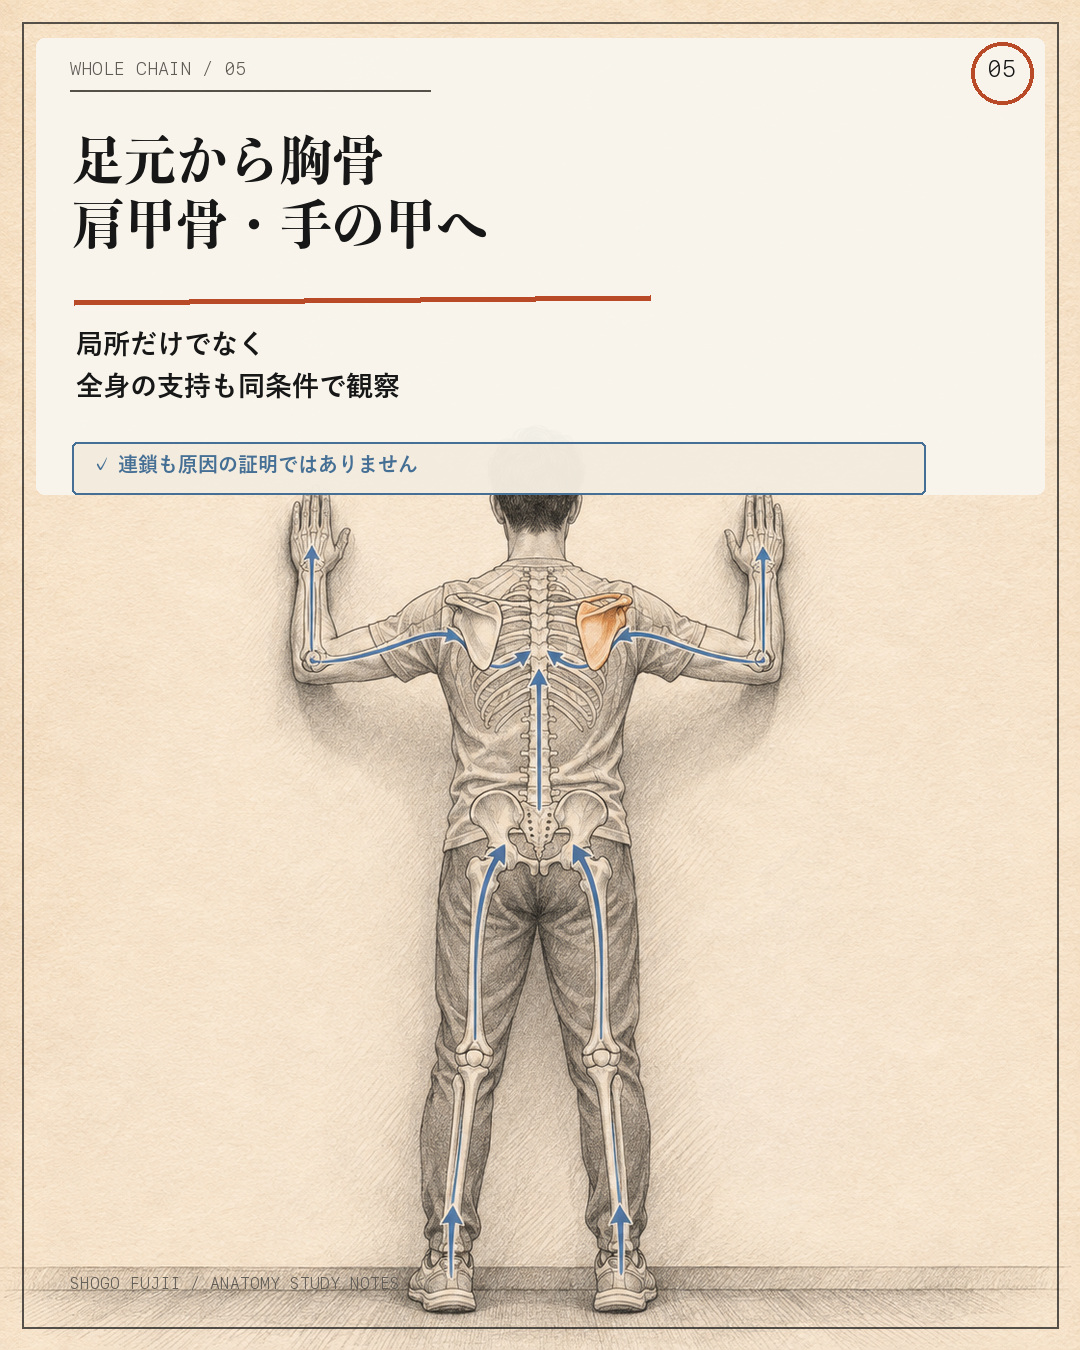 WHOLE CHAIN / 05
05
足元から胸骨
肩甲骨・手の甲へ
局所だけでなく
全身の支持も同条件で観察
✓ 連鎖も原因の証明ではありません
SHOGO FUJII / ANATOMY STUDY NOTES